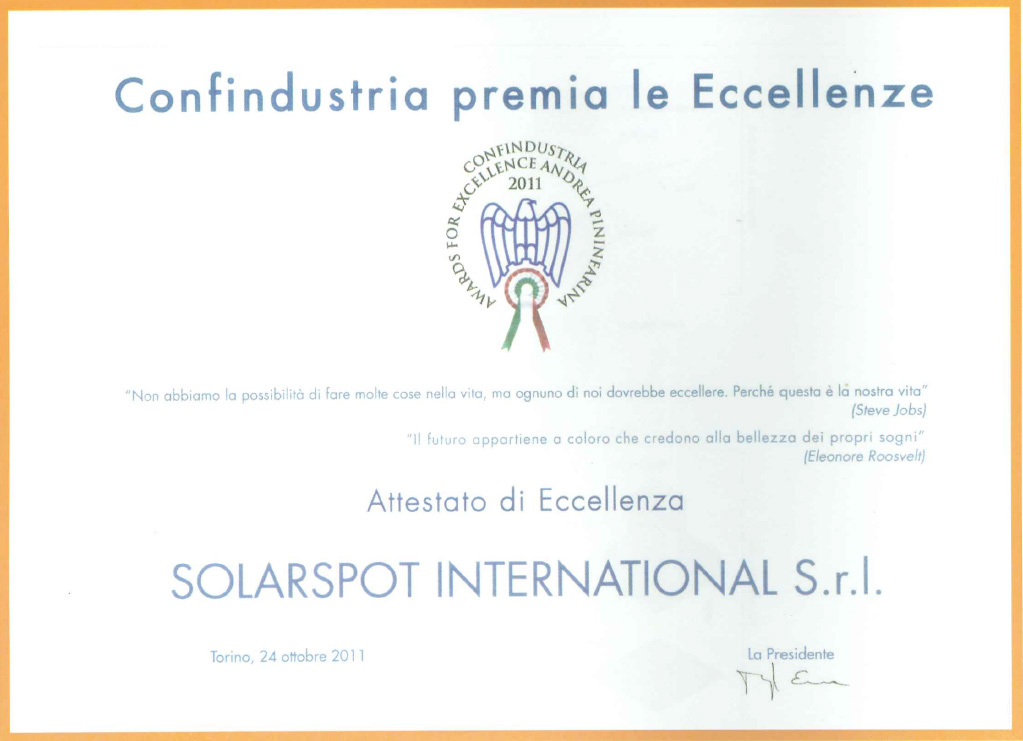 Confindustria premia le Eccellenze
CONFINDUSTRIA
AWARDS FOR EXCELLENCE ANDREA PININFARINA
2011
"Non abbiamo la possibilità di fare molte cose nella vita, ma ognuno di noi dovrebbe eccellere. Perché questa è la nostra vita"
(Steve Jobs)
"Il futuro appartiene a coloro che credono alla bellezza dei propri sogni"
(Eleonore Roosvelt)
Attestato di Eccellenza
SOLARSPOT INTERNATIONAL S.r.l.
Torino, 24 ottobre 2011
La Presidente